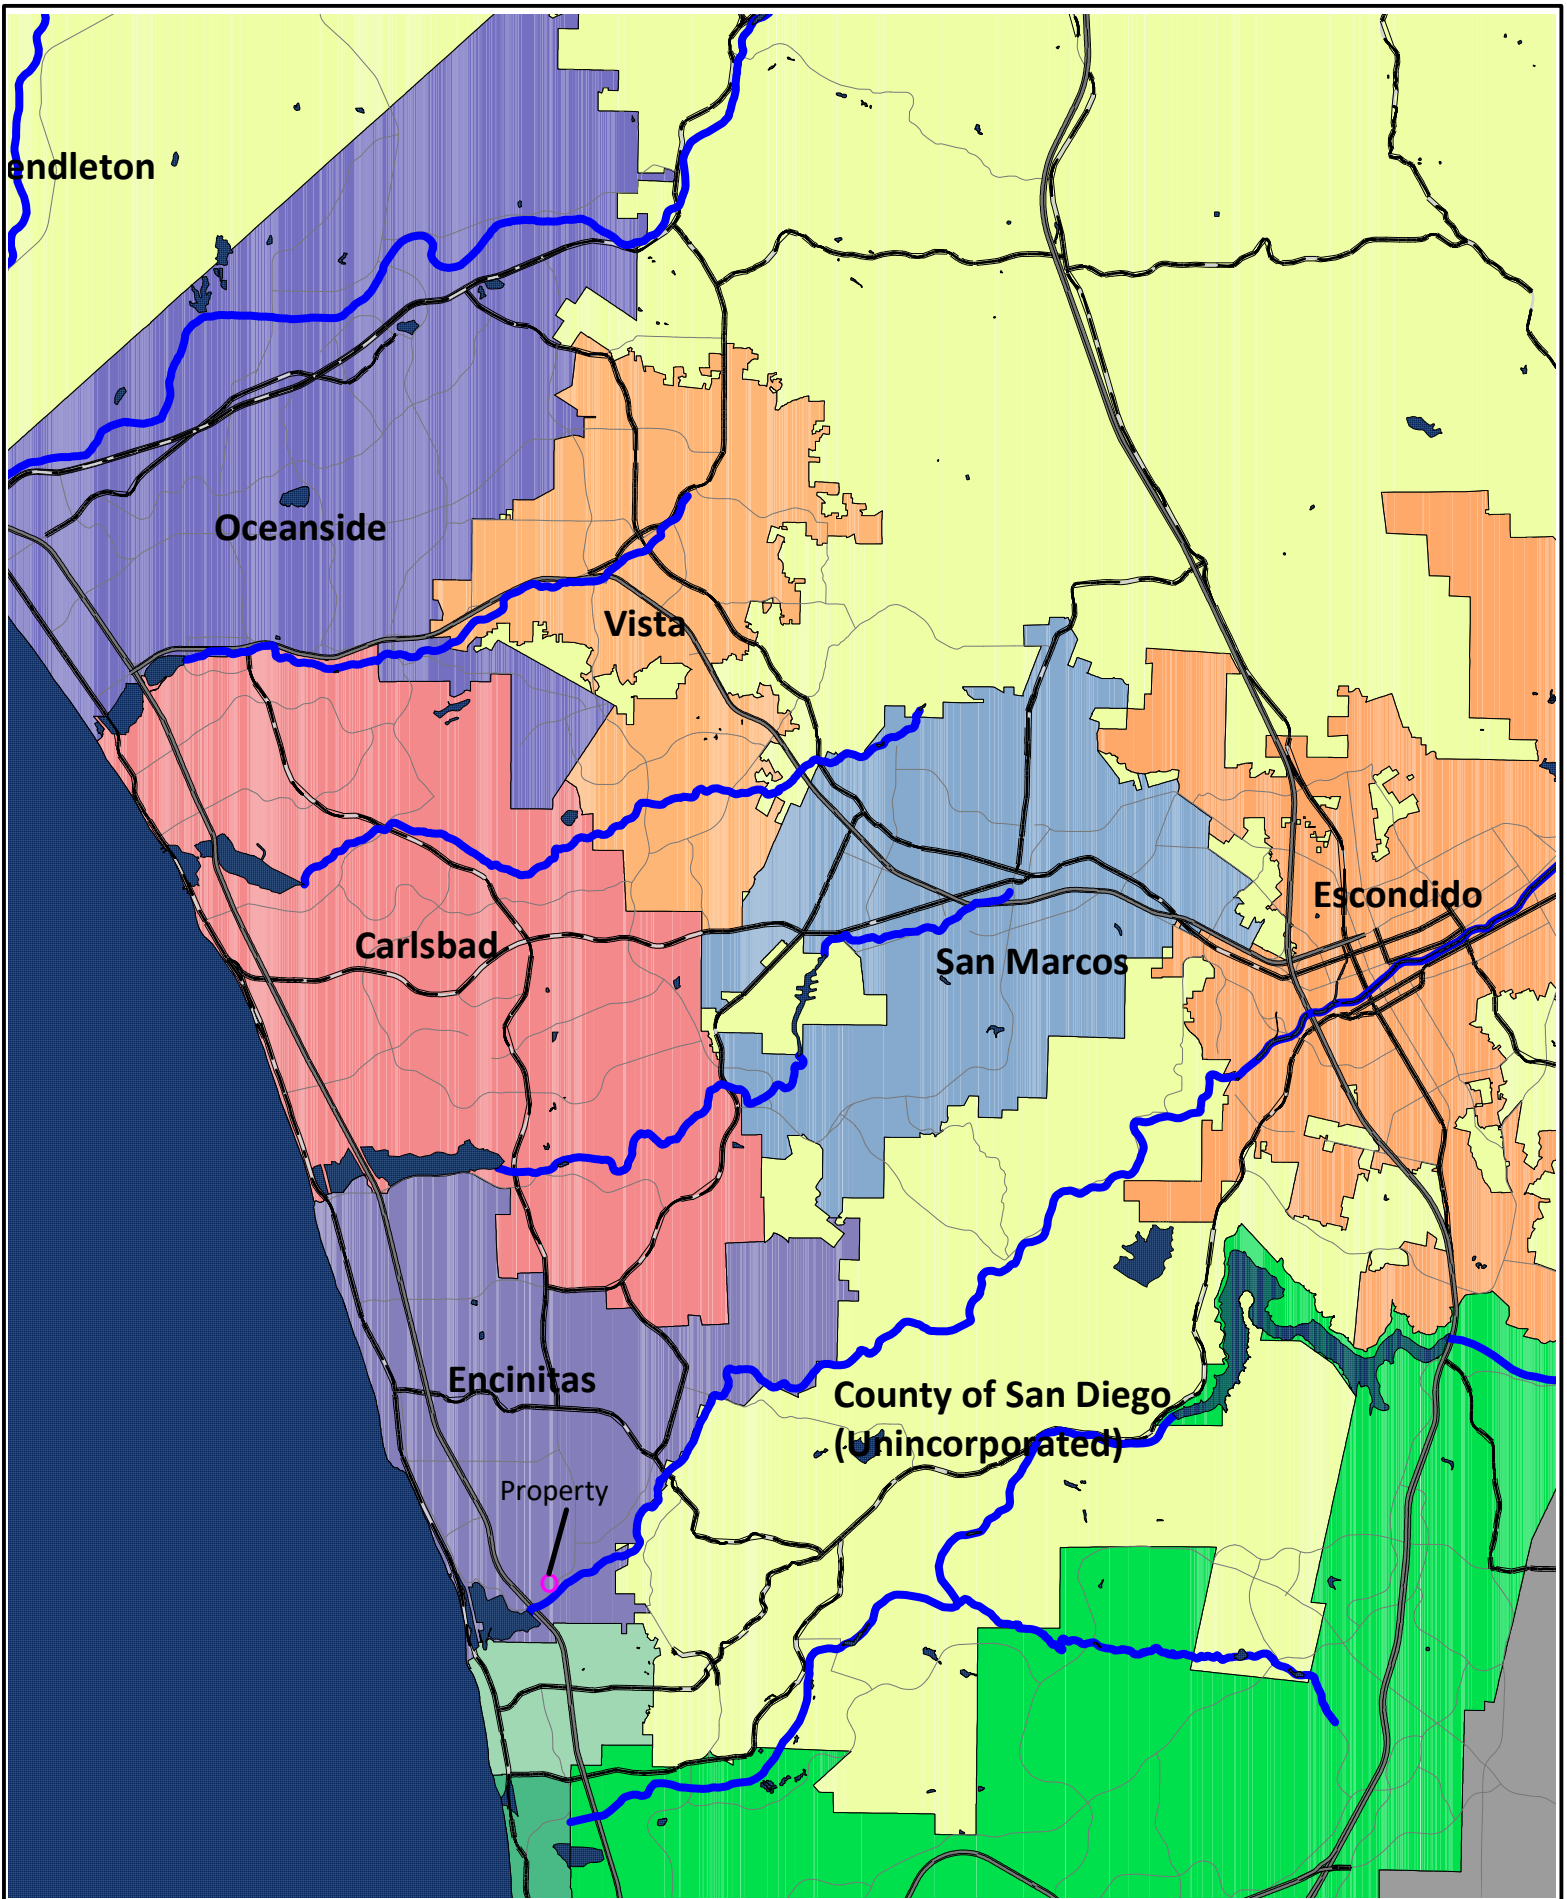 endleton
Oceanside
Vista
Escondido
Carlsbad
San Marcos
Encinitas
County of San Diego
(Unincorporated)
Property